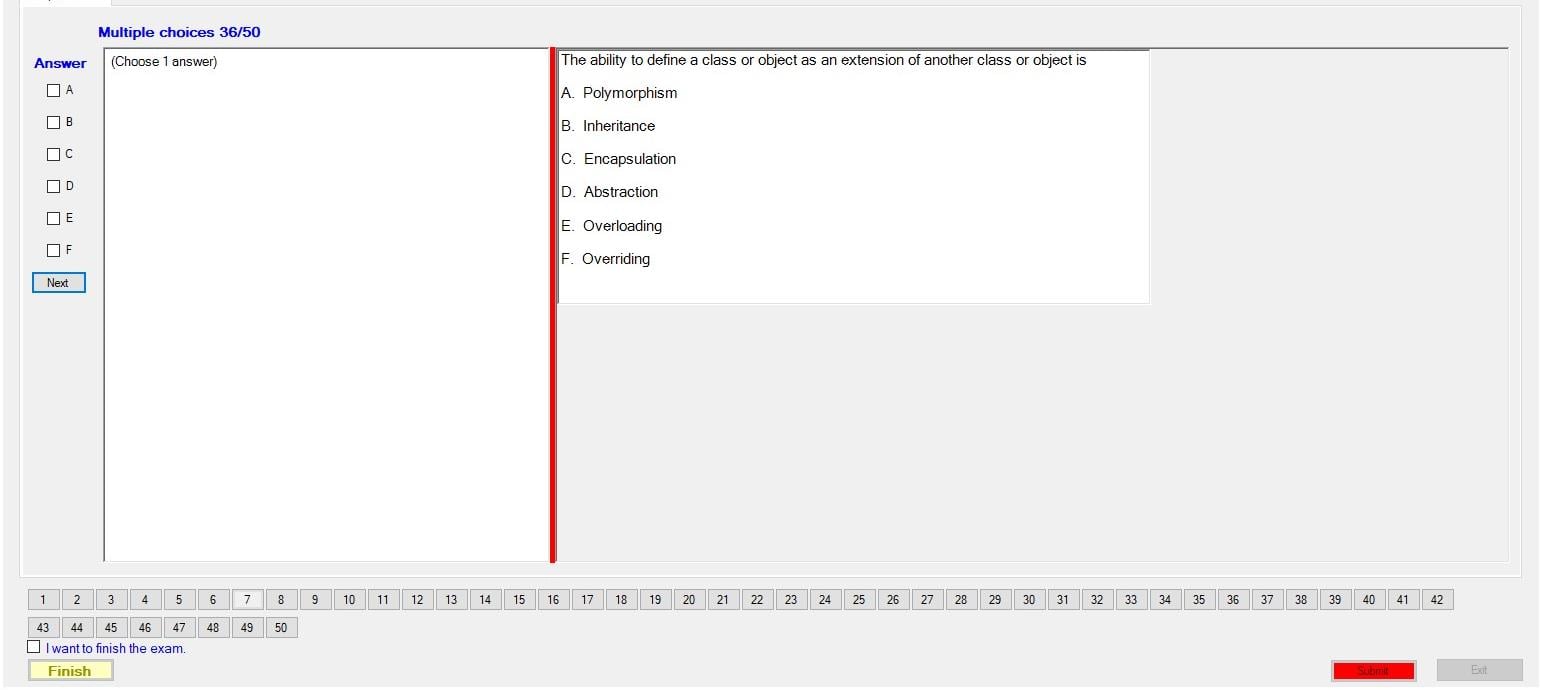 Multiple choices 36/50
Answer
(Choose 1 answer)
A
B
C
D
E
F
Next
The ability to define a class or object as an extension of another class or object is
A. Polymorphism
B. Inheritance
C. Encapsulation
D. Abstraction
E. Overloading
F. Overriding
1 2 3 4 5 6 7 8 9 10 11 12 13 14 15 16 17 18 19 20 21 22 23 24 25 26 27 28 29 30 31 32 33 34 35 36 37 38 39 40 41 42
43 44 45 46 47 48 49 50
I want to finish the exam.
Finish
Submit
Exit